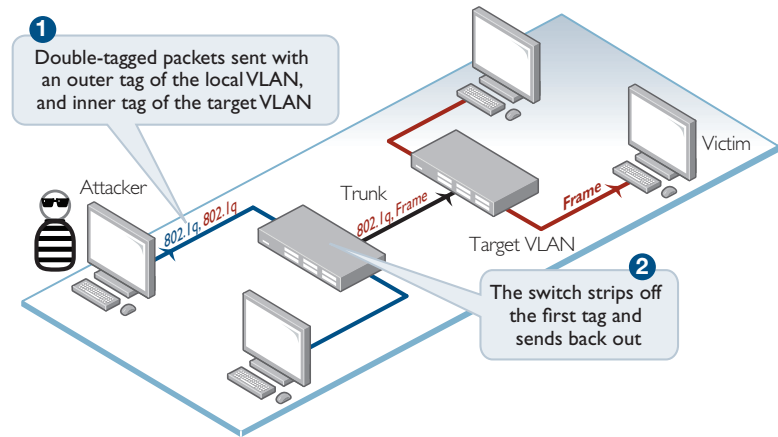 1
Double-tagged packets sent with
an outer tag of the local VLAN,
and inner tag of the target VLAN
Attacker
802.1q, 802.1q
Trunk
802.1q, Frame
Victim
Frame
Target VLAN
2
The switch strips off
the first tag and
sends back out